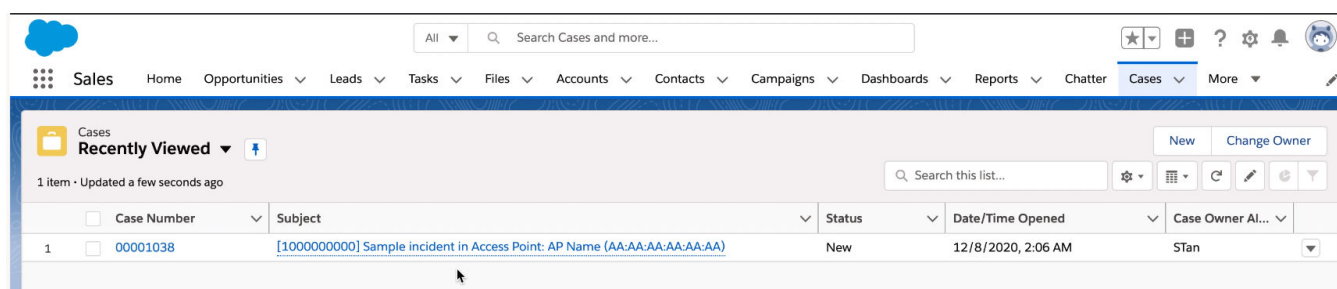 All
Search Cases and more...
Sales Home Opportunities Leads Tasks Files Accounts Contacts Campaigns Dashboards Reports Chatter Cases More
Cases
Recently Viewed
New Change Owner
1 item • Updated a few seconds ago
Search this list...
Case Number Subject Status Date/Time Opened Case Owner Al...
1 00001038 [1000000000] Sample incident in Access Point: AP Name (AA:AA:AA:AA:AA:AA) New 12/8/2020, 2:06 AM STan